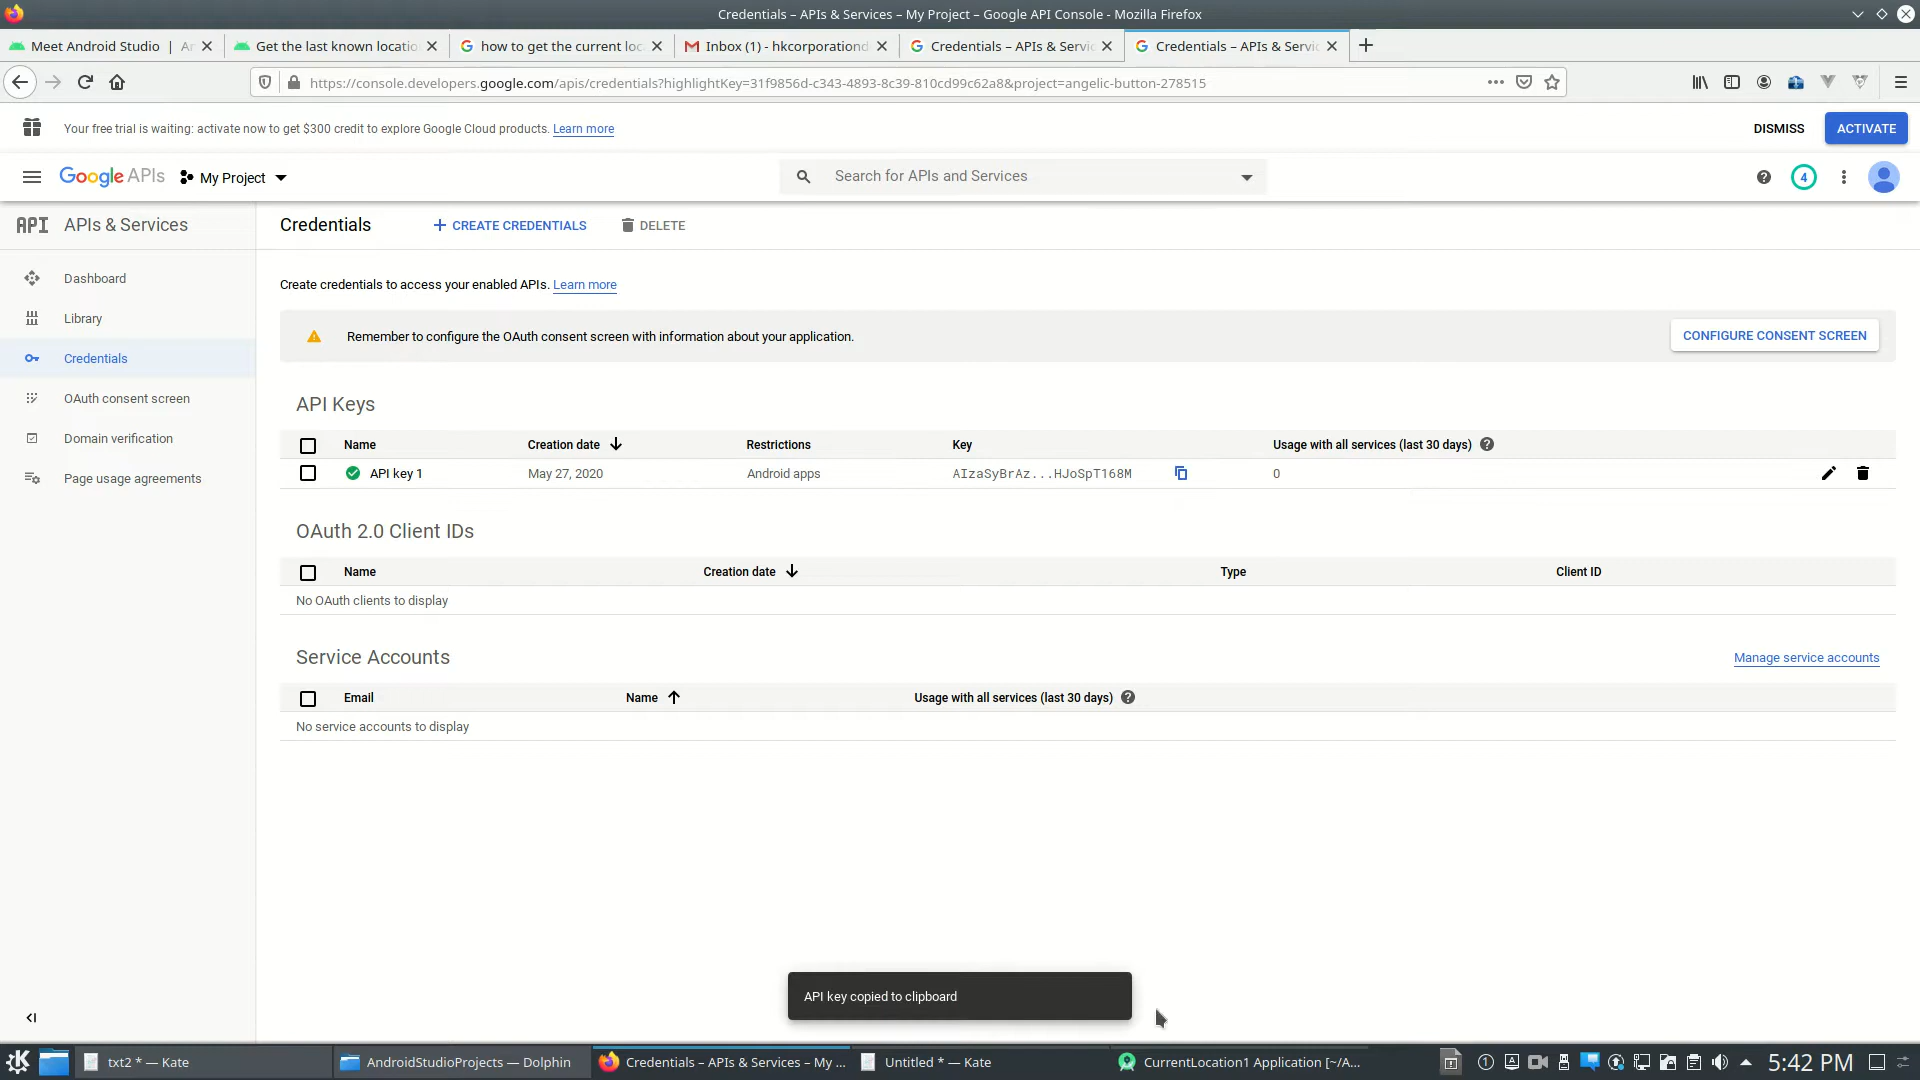 Credentials – APIs & Services – My Project – Google API Console - Mozilla Firefox
Meet Android Studio | A
Get the last known locatio
how to get the current loc
Inbox (1) - hkcorporationd
Credentials – APIs & Servic
Credentials – APIs & Servic
https://console.developers.google.com/apis/credentials?highlightKey=31f9856d-c343-4893-8c39-810cd99c62a8&project=angelic-button-278515
Your free trial is waiting: activate now to get $300 credit to explore Google Cloud products. Learn more
DISMISS
ACTIVATE
Google APIs
My Project
Search for APIs and Services
4
API APIs & Services
Credentials
CREATE CREDENTIALS
DELETE
Dashboard
Library
Credentials
OAuth consent screen
Domain verification
Page usage agreements
Create credentials to access your enabled APIs. Learn more
Remember to configure the OAuth consent screen with information about your application.
CONFIGURE CONSENT SCREEN
API Keys
Name Creation date Restrictions Key Usage with all services (last 30 days)
API key 1 May 27, 2020 Android apps AIzaSyBrAz...HJoSpT168M 0
OAuth 2.0 Client IDs
Name Creation date Type Client ID
No OAuth clients to display
Service Accounts
Manage service accounts
Email Name Usage with all services (last 30 days)
No service accounts to display
API key copied to clipboard
txt2 * — Kate
AndroidStudioProjects — Dolphin
Credentials – APIs & Services – My ...
Untitled * — Kate
CurrentLocation1 Application [~/A...
5:42 PM